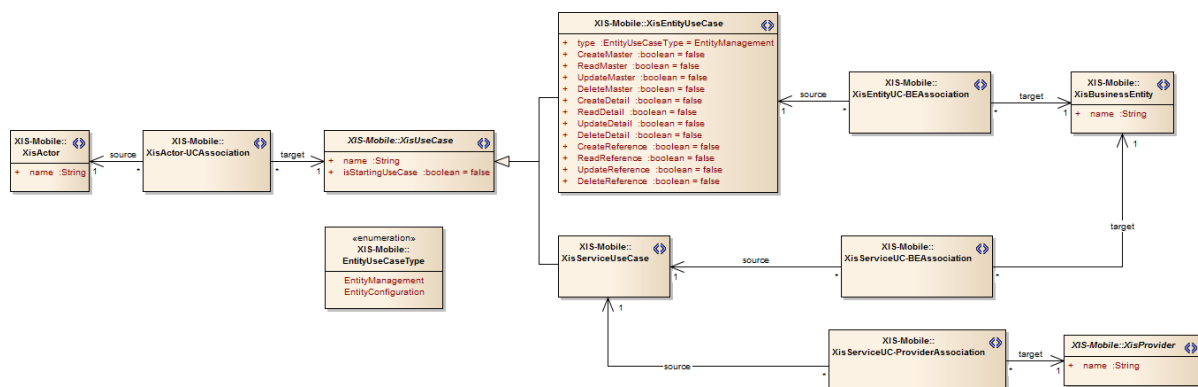 XIS-Mobile::XisEntityUseCase
+ type :EntityUseCaseType = EntityManagement
+ CreateMaster :boolean = false
+ ReadMaster :boolean = false
+ UpdateMaster :boolean = false
+ DeleteMaster :boolean = false
+ CreateDetail :boolean = false
+ ReadDetail :boolean = false
+ UpdateDetail :boolean = false
+ DeleteDetail :boolean = false
+ CreateReference :boolean = false
+ ReadReference :boolean = false
+ UpdateReference :boolean = false
+ DeleteReference :boolean = false
source
1
*
XIS-Mobile::
XisEntityUC-BEAssociation
target
*
1
XIS-Mobile::
XisBusinessEntity
+ name :String
1
XIS-Mobile::
XisActor
+ name :String
source
1
*
XIS-Mobile::
XisActor-UCAssociation
target
*
1
XIS-Mobile::XisUseCase
+ name :String
+ isStartingUseCase :boolean = false
«enumeration»
XIS-Mobile::
EntityUseCaseType
EntityManagement
EntityConfiguration
XIS-Mobile::
XisServiceUseCase
source
1
*
XIS-Mobile::
XisServiceUC-BEAssociation
target
*
1
source
*
XIS-Mobile::
XisServiceUC-ProviderAssociation
target
*
1
XIS-Mobile::XisProvider
+ name :String